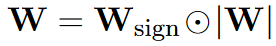 W = W_sign ⊙ |W|